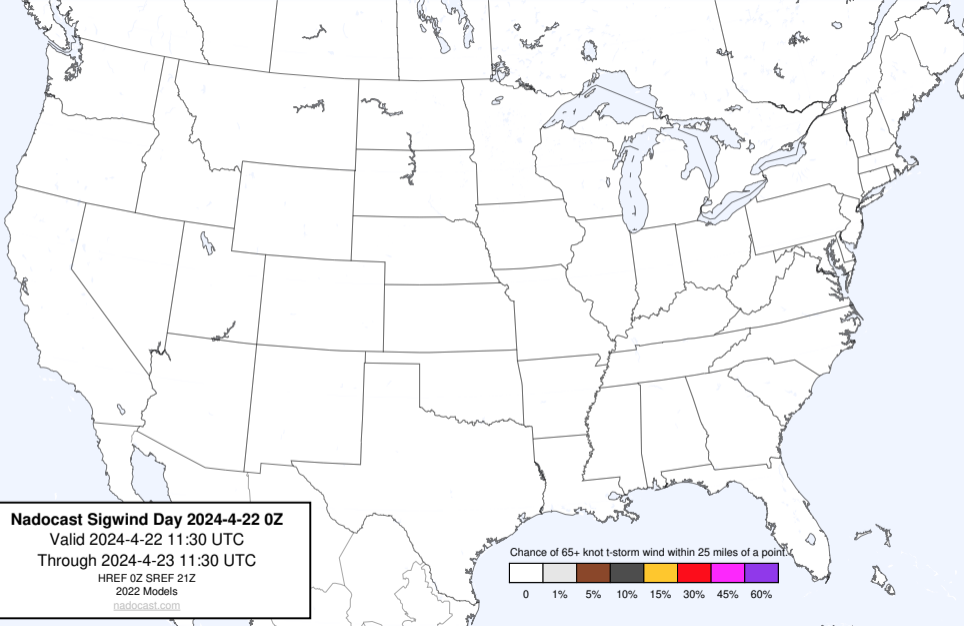 Nadocast Sigwind Day 2024-4-22 0Z
Valid 2024-4-22 11:30 UTC
Through 2024-4-23 11:30 UTC
HREF 0Z SREF 21Z
2022 Models
nadocast.com
Chance of 65+ knot t-storm wind within 25 miles of a point.
0 1% 5% 10% 15% 30% 45% 60%